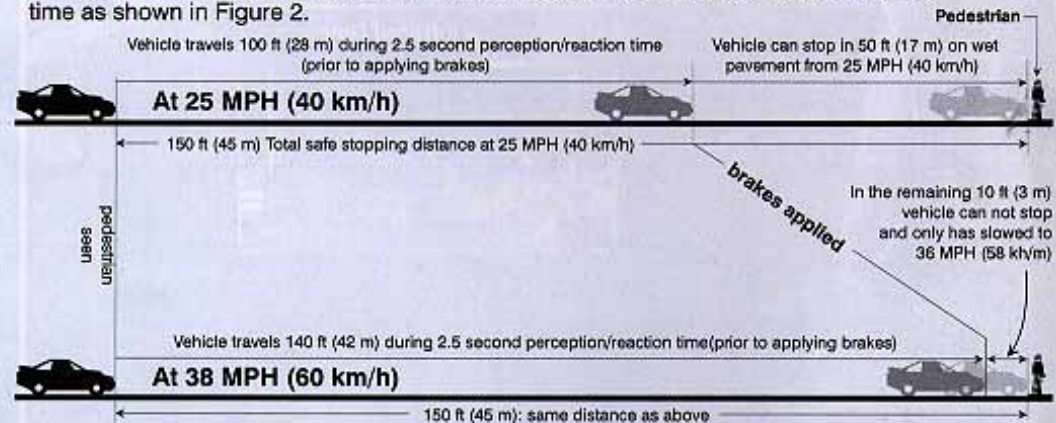 time as shown in Figure 2.
Pedestrian
Vehicle travels 100 ft (28 m) during 2.5 second perception/reaction time
(prior to applying brakes)
Vehicle can stop in 50 ft (17 m) on wet
pavement from 25 MPH (40 km/h)
At 25 MPH (40 km/h)
150 ft (45 m) Total safe stopping distance at 25 MPH (40 km/h)
brakes applied
pedestrian
seen
In the remaining 10 ft (3 m)
vehicle can not stop
and only has slowed to
36 MPH (58 kh/m)
Vehicle travels 140 ft (42 m) during 2.5 second perception/reaction time(prior to applying brakes)
At 38 MPH (60 km/h)
150 ft (45 m): same distance as above